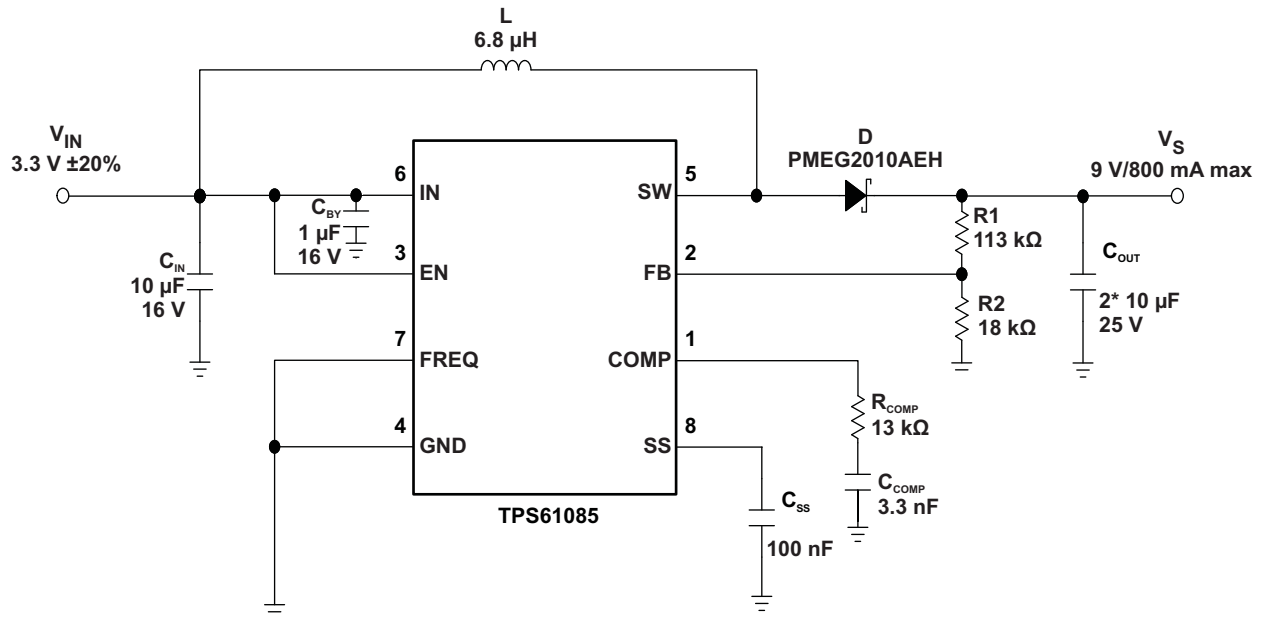 L
6.8 µH
V_IN
3.3 V ±20%
D
PMEG2010AEH
V_S
9 V/800 mA max
6
IN
SW
5
C_BY
1 µF
16 V
R1
113 kΩ
3
EN
FB
2
C_IN
10 µF
16 V
C_OUT
2* 10 µF
25 V
R2
18 kΩ
7
FREQ
COMP
1
R_COMP
13 kΩ
4
GND
SS
8
C_COMP
3.3 nF
C_SS
100 nF
TPS61085